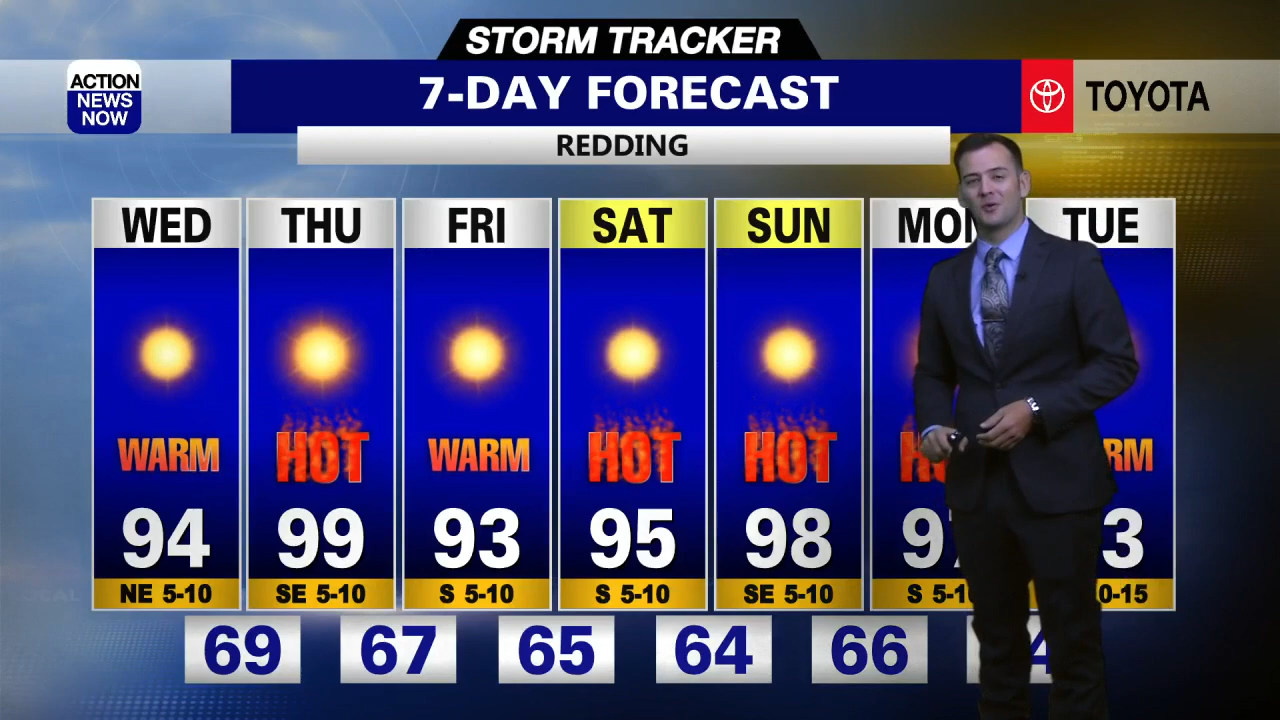 STORM TRACKER
ACTION
NEWS
NOW
7-DAY FORECAST
TOYOTA
REDDING
WED THU FRI SAT SUN TUE
WARM HOT WARM HOT HOT
94 99 93 95 98
NE 5-10 SE 5-10 S 5-10 S 5-10 SE 5-10
69 67 65 64 66